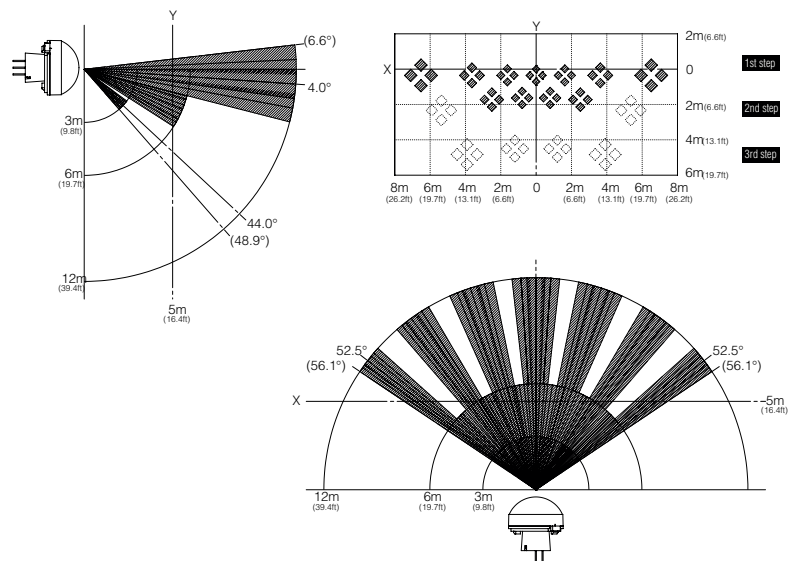 Y
(6.6°)
4.0°
3m
(9.8ft)
6m
(19.7ft)
44.0°
(48.9°)
12m
(39.4ft)
5m
(16.4ft)
Y
2m(6.6ft)
X
0
1st step
2m(6.6ft)
2nd step
4m(13.1ft)
3rd step
6m(19.7ft)
8m 6m 4m 2m 0 2m 4m 6m 8m
(26.2ft) (19.7ft) (13.1ft) (6.6ft) (6.6ft) (13.1ft) (19.7ft) (26.2ft)
52.5°
(56.1°)
52.5°
(56.1°)
X
5m
(16.4ft)
12m 6m 3m
(39.4ft) (19.7ft) (9.8ft)